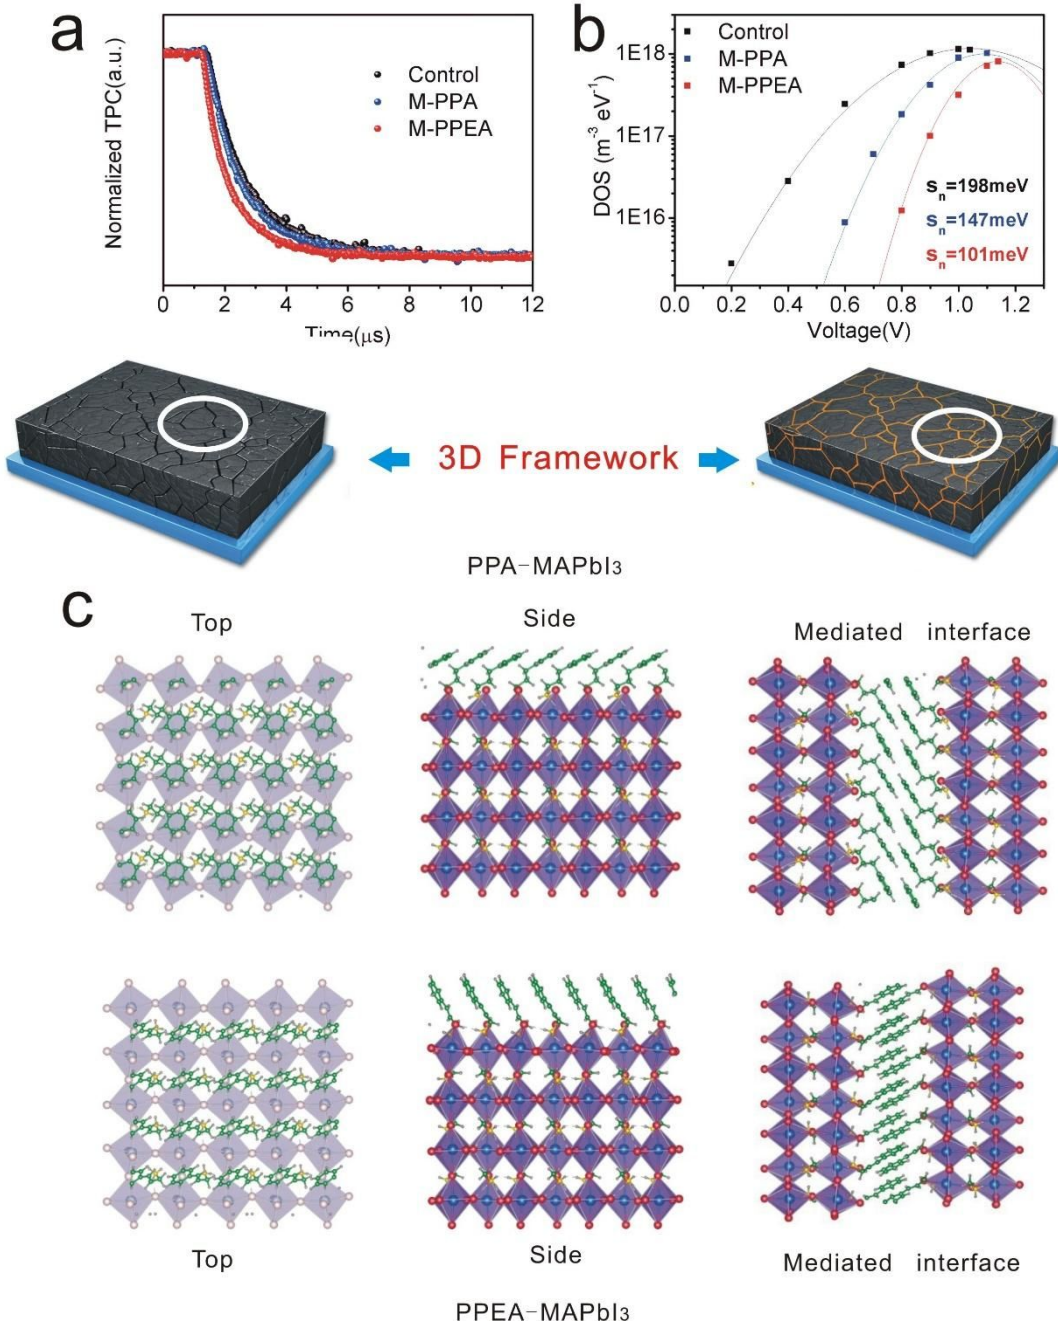 a
Normalized TPC(a.u.)
Control
M-PPA
M-PPEA
0 2 4 6 8 10 12
Time(μs)
b
DOS (m⁻³ eV⁻¹)
1E18
1E17
1E16
Control
M-PPA
M-PPEA
sₙ=198meV
sₙ=147meV
sₙ=101meV
0.0 0.2 0.4 0.6 0.8 1.0 1.2
Voltage(V)
3D Framework
PPA-MAPbI₃
c
Top
Side
Mediated interface
Top
Side
Mediated interface
PPEA-MAPbI₃